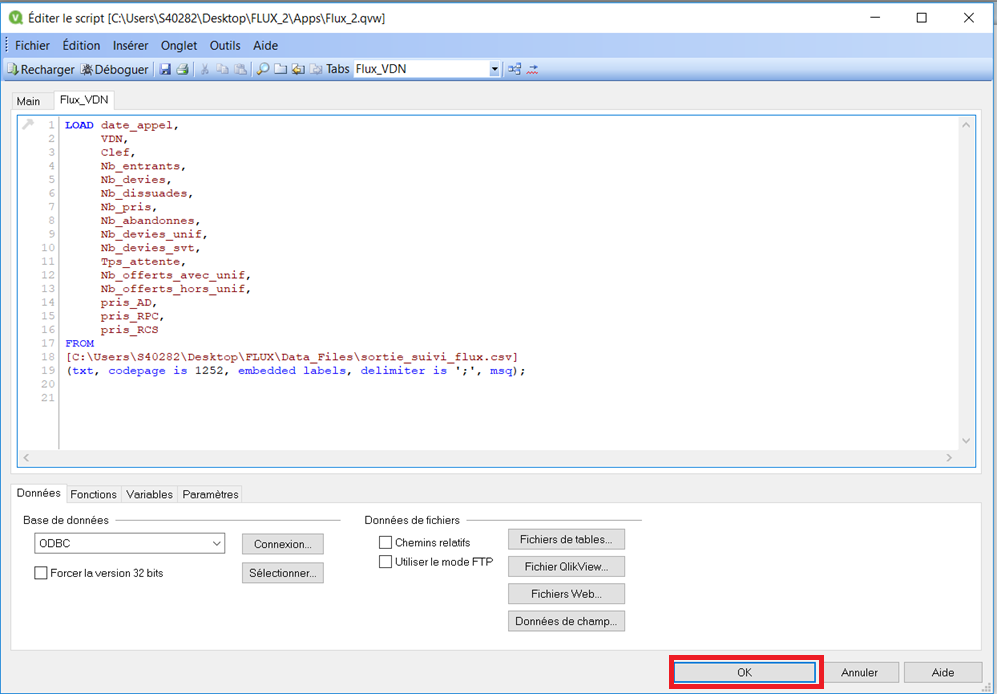 Éditer le script [C:\Users\S40282\Desktop\FLUX_2\Apps\Flux_2.qvw]
Fichier Édition Insérer Onglet Outils Aide
Recharger Déboguer Tabs Flux_VDN
Main Flux_VDN
1 LOAD date_appel,
2 VDN,
3 Clef,
4 Nb_entrants,
5 Nb_devies,
6 Nb_dissuades,
7 Nb_pris,
8 Nb_abandonnes,
9 Nb_devies_unif,
10 Nb_devies_svt,
11 Tps_attente,
12 Nb_offerts_avec_unif,
13 Nb_offerts_hors_unif,
14 pris_AD,
15 pris_RPC,
16 pris_RCS
17 FROM
18 [C:\Users\S40282\Desktop\FLUX\Data_Files\sortie_suivi_flux.csv]
19 (txt, codepage is 1252, embedded labels, delimiter is ';', msq);
20
21
Données Fonctions Variables Paramètres
Base de données Données de fichiers
ODBC Connexion... Chemins relatifs Fichiers de tables...
Forcer la version 32 bits Sélectionner... Utiliser le mode FTP Fichier QlikView...
Fichiers Web...
Données de champ...
OK Annuler Aide